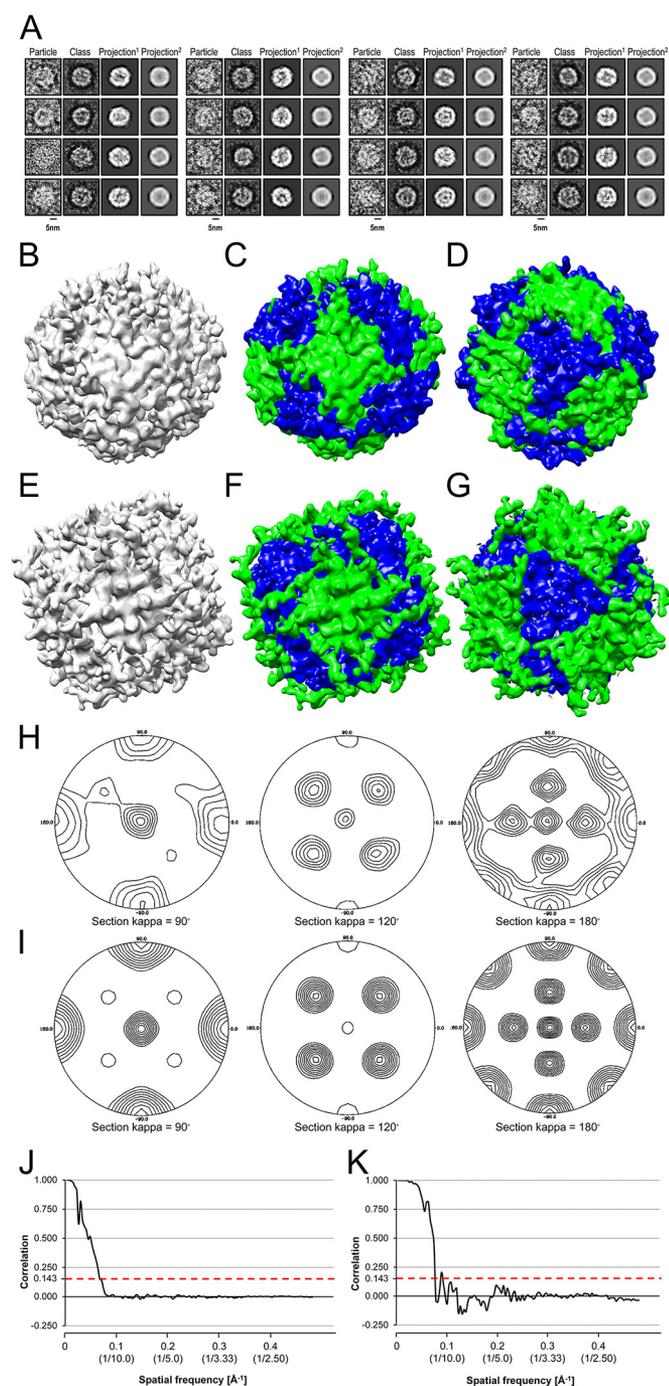 A
Particle Class Projection1 Projection2 Particle Class Projection1 Projection2 Particle Class Projection1 Projection2 Particle Class Projection1 Projection2
5nm 5nm 5nm 5nm
B C D
E F G
H
90.0 90.0 90.0
180.0 0.0 180.0 0.0 180.0 0.0
-90.0 -90.0 -90.0
Section kappa = 90° Section kappa = 120° Section kappa = 180°
I
90.0 90.0 90.0
180.0 0.0 180.0 0.0 180.0 0.0
-90.0 -90.0 -90.0
Section kappa = 90° Section kappa = 120° Section kappa = 180°
J K
1.000 1.000
0.750 0.750
0.500 0.500
0.250 0.250
0.143 0.143
0.000 0.000
-0.250 -0.250
Correlation Correlation
0 0.1 0.2 0.3 0.4 0 0.1 0.2 0.3 0.4
(1/10.0) (1/5.0) (1/3.33) (1/2.50) (1/10.0) (1/5.0) (1/3.33) (1/2.50)
Spatial frequency [Å-1] Spatial frequency [Å-1]